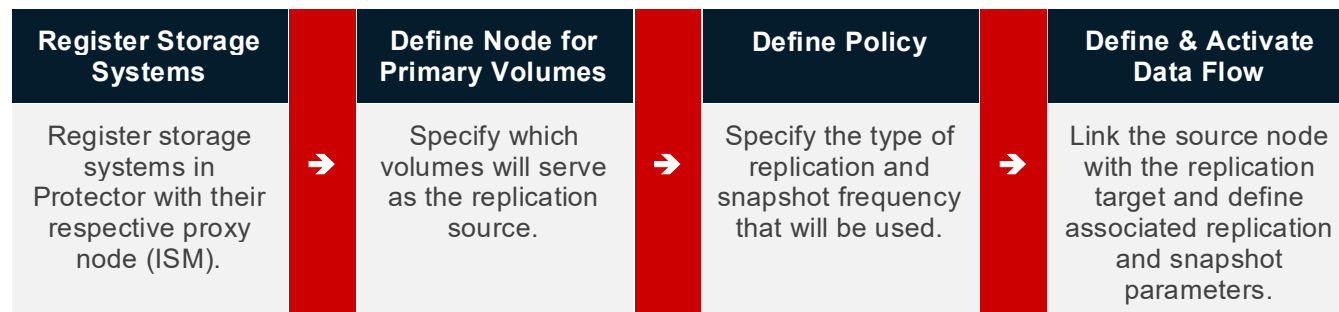 Register Storage
Systems
Register storage
systems in
Protector with their
respective proxy
node (ISM).
➔
Define Node for
Primary Volumes
Specify which
volumes will serve
as the replication
source.
➔
Define Policy
Specify the type of
replication and
snapshot frequency
that will be used.
➔
Define & Activate
Data Flow
Link the source node
with the replication
target and define
associated replication
and snapshot
parameters.